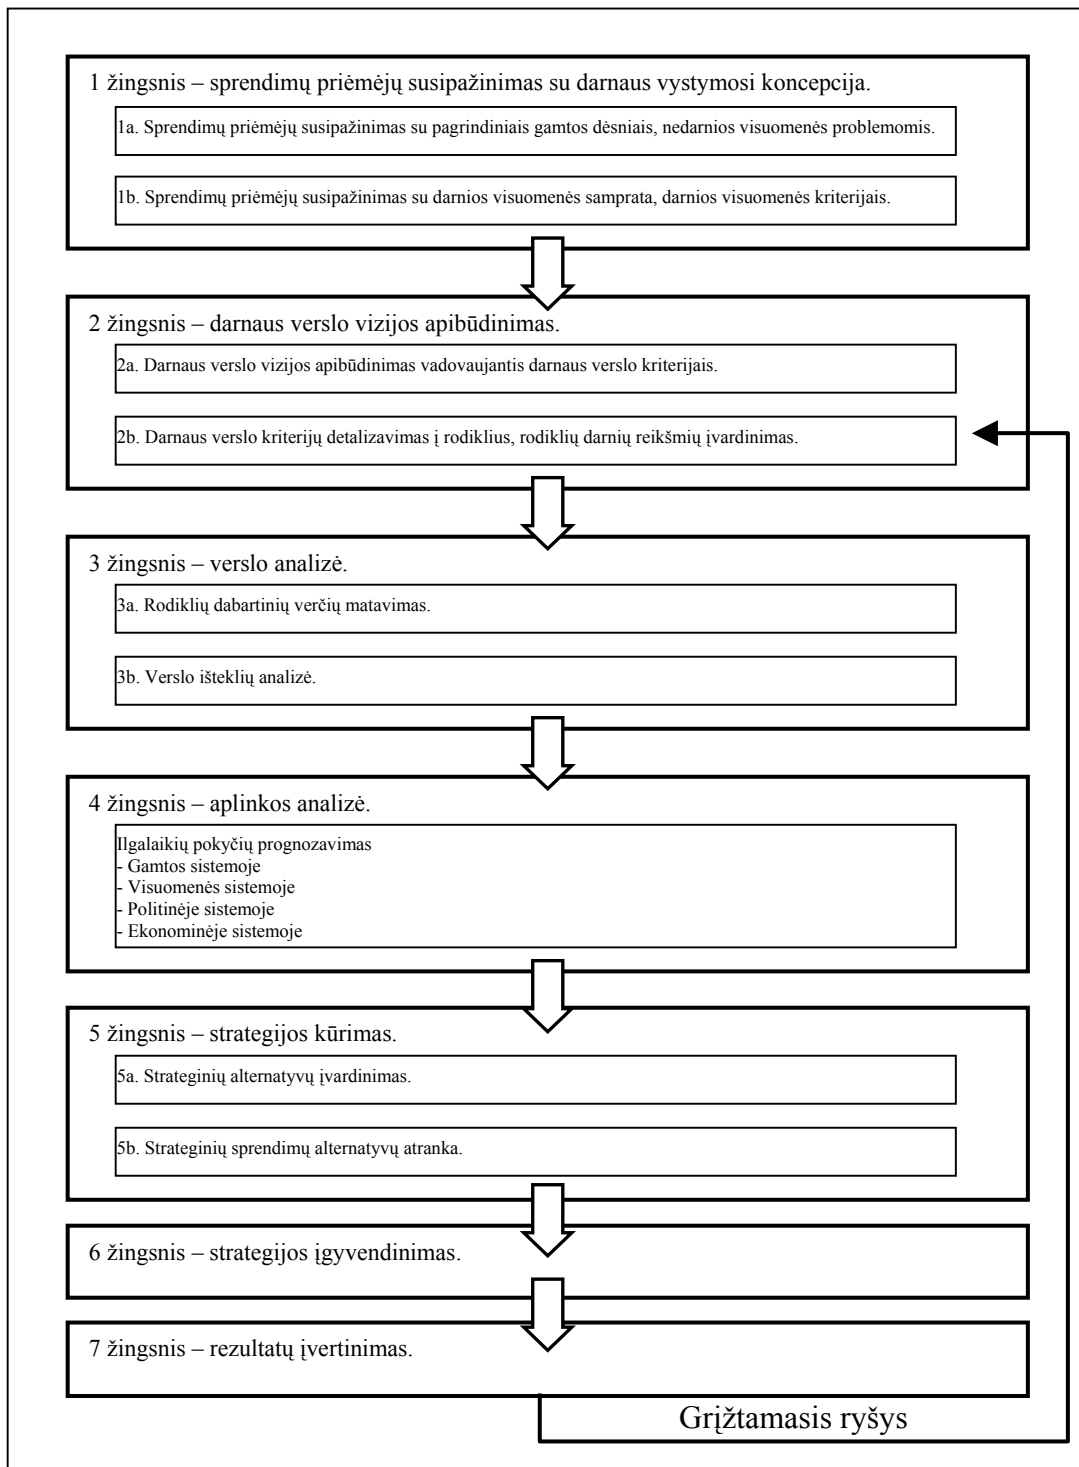 1 žingsnis – sprendimų priėmėjų susipažinimas su darnaus vystymosi koncepcija.
1a. Sprendimų priėmėjų susipažinimas su pagrindiniais gamtos dėsniais, nedarnios visuomenės problemomis.
1b. Sprendimų priėmėjų susipažinimas su darnios visuomenės samprata, darnios visuomenės kriterijais.
2 žingsnis – darnaus verslo vizijos apibūdinimas.
2a. Darnaus verslo vizijos apibūdinimas vadovaujantis darnaus verslo kriterijais.
2b. Darnaus verslo kriterijų detalizavimas į rodiklius, rodiklių darnių reikšmių įvardinimas.
3 žingsnis – verslo analizė.
3a. Rodiklių dabartinių verčių matavimas.
3b. Verslo išteklių analizė.
4 žingsnis – aplinkos analizė.
Ilgalaikių pokyčių prognozavimas
- Gamtos sistemoje
- Visuomenės sistemoje
- Politinėje sistemoje
- Ekonominėje sistemoje
5 žingsnis – strategijos kūrimas.
5a. Strateginių alternatyvų įvardinimas.
5b. Strateginių sprendimų alternatyvų atranka.
6 žingsnis – strategijos įgyvendinimas.
7 žingsnis – rezultatų įvertinimas.
Grįžtamasis ryšys